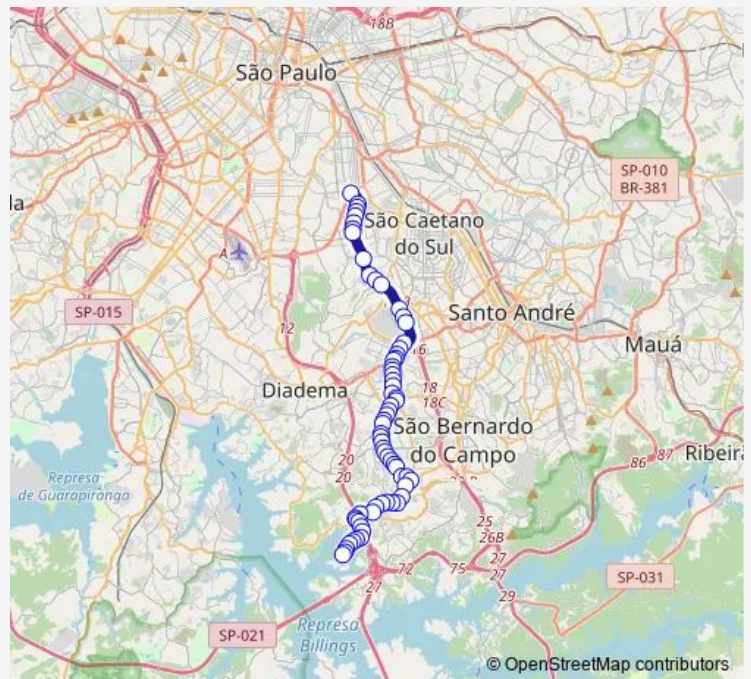 18B
São Paulo
SP-010
BR-381
la
São Caetano
do Sul
A
SP-015
Santo André
12
16
Mauá
Diadema
18
18C
São Bernardo
do Campo
Ribeira
20
20
86
87
Represa
de Guarapiranga
25
26B
27
72
75
27
27
29
SP-031
SP-021
Represa
Billings
© OpenStreetMap contributors